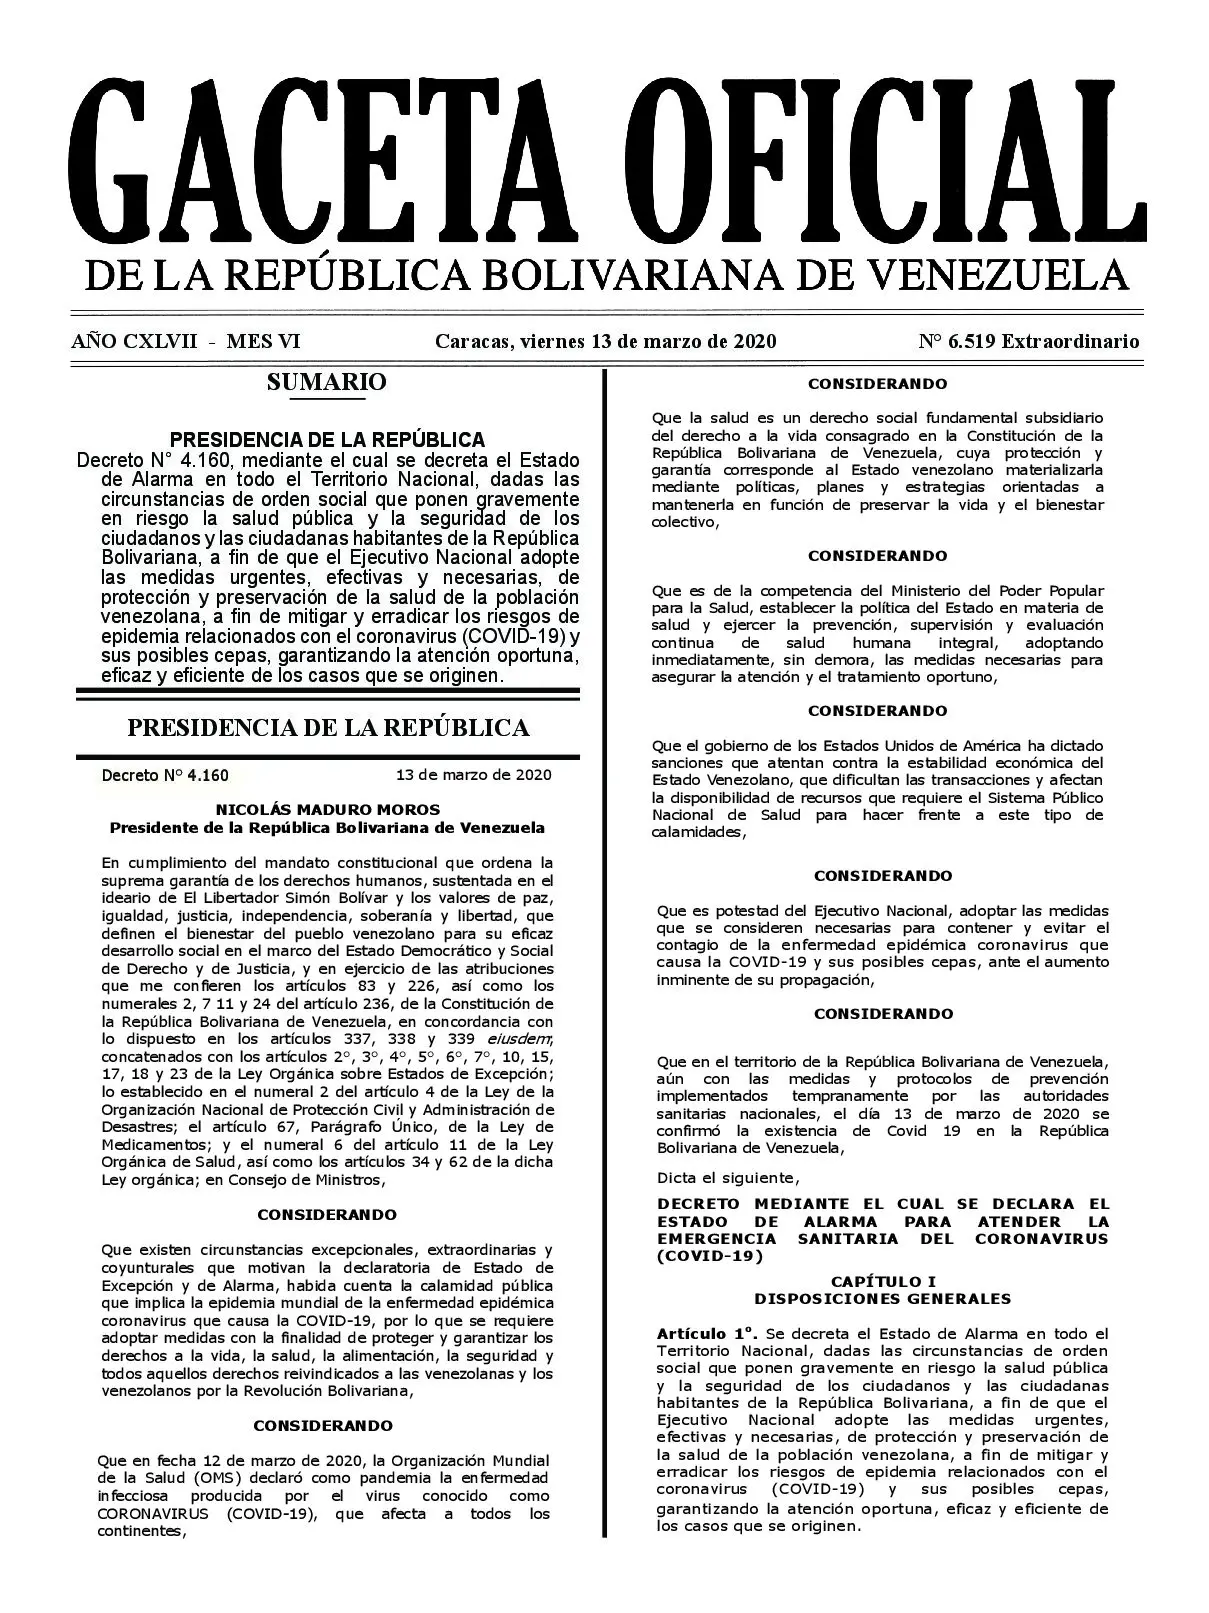 GACETA OFICIAL
DE LA REPÚBLICA BOLIVARIANA DE VENEZUELA
AÑO CXLVII - MES VI Caracas, viernes 13 de marzo de 2020 N° 6.519 Extraordinario
SUMARIO
PRESIDENCIA DE LA REPÚBLICA
Decreto N° 4.160, mediante el cual se decreta el Estado
de Alarma en todo el Territorio Nacional, dadas las
circunstancias de orden social que ponen gravemente
en riesgo la salud pública y la seguridad de los
ciudadanos y las ciudadanas habitantes de la República
Bolivariana, a fin de que el Ejecutivo Nacional adopte
las medidas urgentes, efectivas y necesarias, de
protección y preservación de la salud de la población
venezolana, a fin de mitigar y erradicar los riesgos de
epidemia relacionados con el coronavirus (COVID-19) y
sus posibles cepas, garantizando la atención oportuna,
eficaz y eficiente de los casos que se originen.
PRESIDENCIA DE LA REPÚBLICA
Decreto N° 4.160 13 de marzo de 2020
NICOLÁS MADURO MOROS
Presidente de la República Bolivariana de Venezuela
En cumplimiento del mandato constitucional que ordena la
suprema garantía de los derechos humanos, sustentada en el
ideario de El Libertador Simón Bolívar y los valores de paz,
igualdad, justicia, independencia, soberanía y libertad, que
definen el bienestar del pueblo venezolano para su eficaz
desarrollo social en el marco del Estado Democrático y Social
de Derecho y de Justicia, y en ejercicio de las atribuciones
que me confieren los artículos 83 y 226, así como los
numerales 2, 7 11 y 24 del artículo 236, de la Constitución de
la República Bolivariana de Venezuela, en concordancia con
lo dispuesto en los artículos 337, 338 y 339 eiusdem;
concatenados con los artículos 2°, 3°, 4°, 5°, 6°, 7°, 10, 15,
17, 18 y 23 de la Ley Orgánica sobre Estados de Excepción;
lo establecido en el numeral 2 del artículo 4 de la Ley de la
Organización Nacional de Protección Civil y Administración de
Desastres; el artículo 67, Parágrafo Único, de la Ley de
Medicamentos; y el numeral 6 del artículo 11 de la Ley
Orgánica de Salud, así como los artículos 34 y 62 de la dicha
Ley orgánica; en Consejo de Ministros,
CONSIDERANDO
Que existen circunstancias excepcionales, extraordinarias y
coyunturales que motivan la declaratoria de Estado de
Excepción y de Alarma, habida cuenta la calamidad pública
que implica la epidemia mundial de la enfermedad epidémica
coronavirus que causa la COVID-19, por lo que se requiere
adoptar medidas con la finalidad de proteger y garantizar los
derechos a la vida, la salud, la alimentación, la seguridad y
todos aquellos derechos reivindicados a las venezolanas y los
venezolanos por la Revolución Bolivariana,
CONSIDERANDO
Que en fecha 12 de marzo de 2020, la Organización Mundial
de la Salud (OMS) declaró como pandemia la enfermedad
infecciosa producida por el virus conocido como
CORONAVIRUS (COVID-19), que afecta a todos los
continentes,
CONSIDERANDO
Que la salud es un derecho social fundamental subsidiario
del derecho a la vida consagrado en la Constitución de la
República Bolivariana de Venezuela, cuya protección y
garantía corresponde al Estado venezolano materializarla
mediante políticas, planes y estrategias orientadas a
mantenerla en función de preservar la vida y el bienestar
colectivo,
CONSIDERANDO
Que es de la competencia del Ministerio del Poder Popular
para la Salud, establecer la política del Estado en materia de
salud y ejercer la prevención, supervisión y evaluación
continua de salud humana integral, adoptando
inmediatamente, sin demora, las medidas necesarias para
asegurar la atención y el tratamiento oportuno,
CONSIDERANDO
Que el gobierno de los Estados Unidos de América ha dictado
sanciones que atentan contra la estabilidad económica del
Estado Venezolano, que dificultan las transacciones y afectan
la disponibilidad de recursos que requiere el Sistema Público
Nacional de Salud para hacer frente a este tipo de
calamidades,
CONSIDERANDO
Que es potestad del Ejecutivo Nacional, adoptar las medidas
que se consideren necesarias para contener y evitar el
contagio de la enfermedad epidémica coronavirus que
causa la COVID-19 y sus posibles cepas, ante el aumento
inminente de su propagación,
CONSIDERANDO
Que en el territorio de la República Bolivariana de Venezuela,
aún con las medidas y protocolos de prevención
implementados tempranamente por las autoridades
sanitarias nacionales, el día 13 de marzo de 2020 se
confirmó la existencia de Covid 19 en la República
Bolivariana de Venezuela,
Dicta el siguiente,
DECRETO MEDIANTE EL CUAL SE DECLARA EL
ESTADO DE ALARMA PARA ATENDER LA
EMERGENCIA SANITARIA DEL CORONAVIRUS
(COVID-19)
CAPÍTULO I
DISPOSICIONES GENERALES
Artículo 1°. Se decreta el Estado de Alarma en todo el
Territorio Nacional, dadas las circunstancias de orden
social que ponen gravemente en riesgo la salud pública
y la seguridad de los ciudadanos y las ciudadanas
habitantes de la República Bolivariana, a fin de que el
Ejecutivo Nacional adopte las medidas urgentes,
efectivas y necesarias, de protección y preservación de
la salud de la población venezolana, a fin de mitigar y
erradicar los riesgos de epidemia relacionados con el
coronavirus (COVID-19) y sus posibles cepas,
garantizando la atención oportuna, eficaz y eficiente de
los casos que se originen.